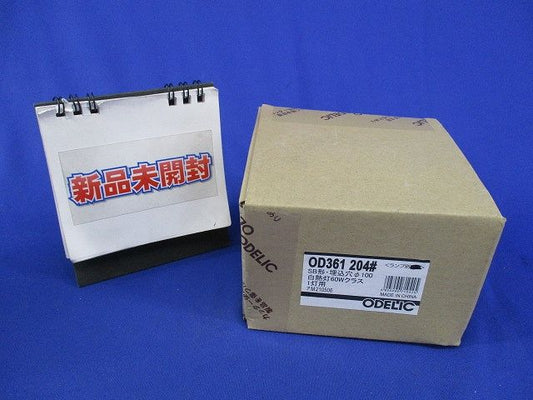 新品未開封
OD361 204#
SB形・埋込穴φ100
白熱灯60Wクラス
1灯用
MADE IN CHINA
ODELIC
ODELIC